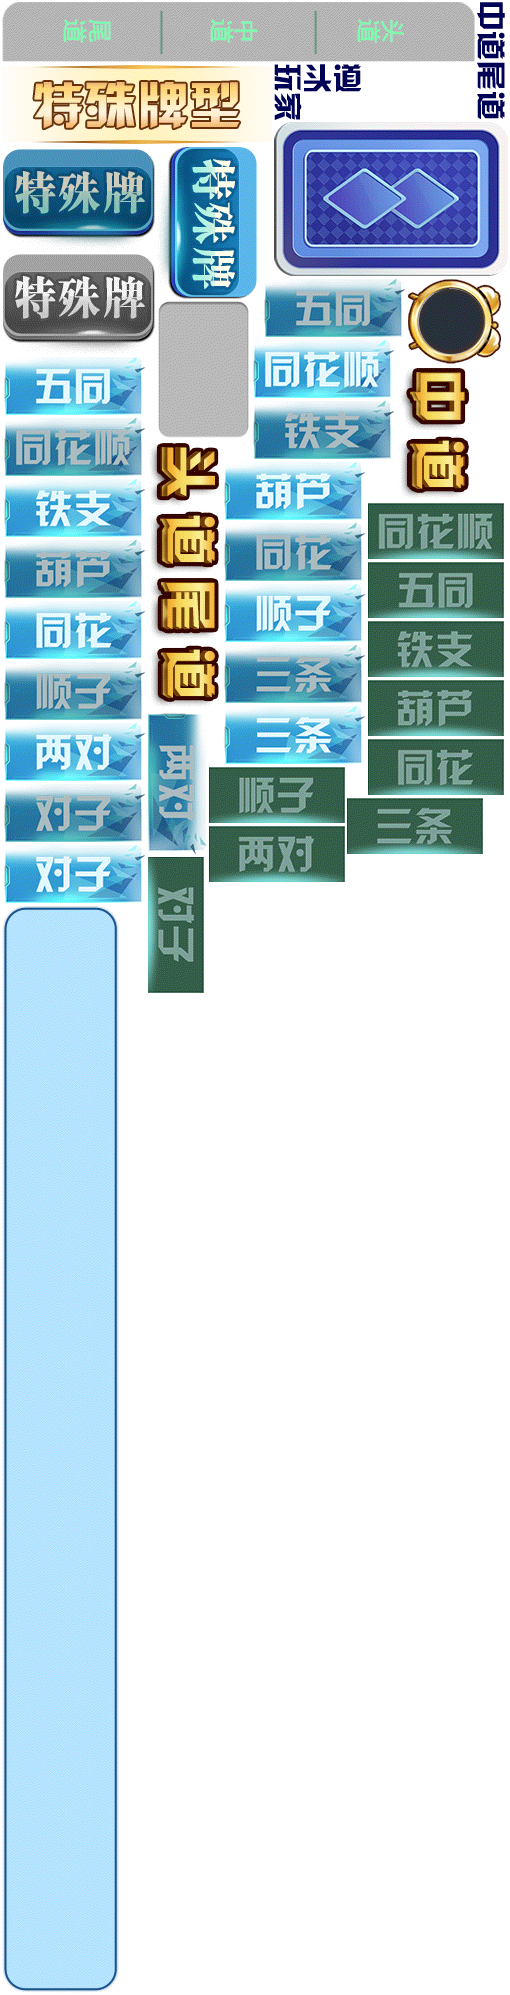 尾道
中道
头道
中道尾道
玩家
头道
特殊牌型
特殊牌
特殊牌
特殊牌
五同
同花顺
铁支
中道
五同
同花顺
铁支
葫芦
同花
顺子
两对
对子
对子
头道
尾道
葫芦
同花
顺子
三条
三条
同花顺
五同
铁支
葫芦
同花
三条
顺子
两对
两对
对子